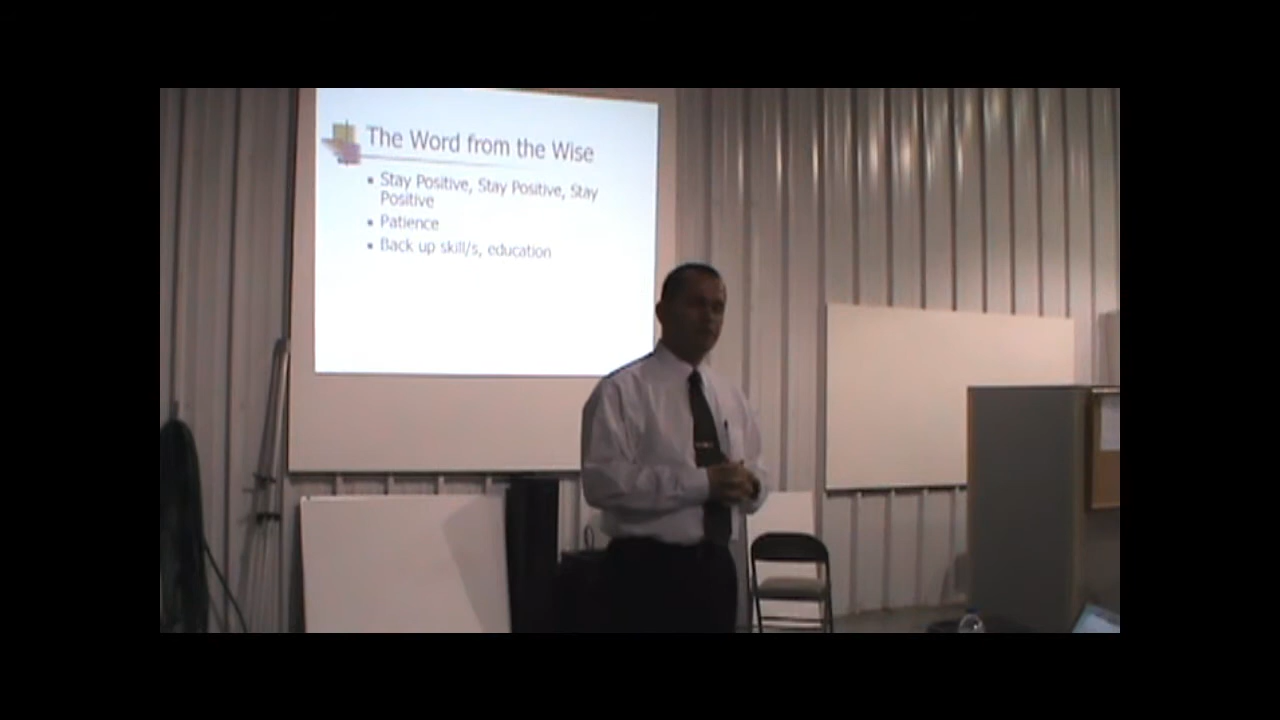 The Word from the Wise
Stay Positive, Stay Positive, Stay
Positive
Patience
Back up skill/s, education